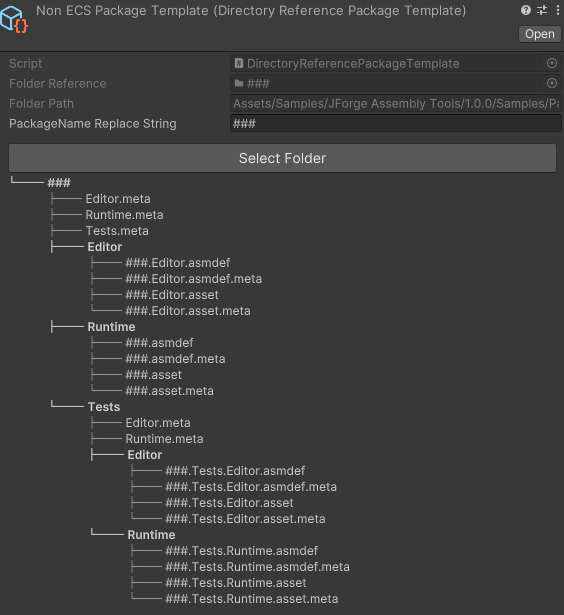 Non ECS Package Template (Directory Reference Package Template)
Open
Script DirectoryReferencePackageTemplate
Folder Reference ###
Folder Path Assets/Samples/JForge Assembly Tools/1.0.0/Samples/Pa
PackageName Replace String ###
Select Folder
###
Editor.meta
Runtime.meta
Tests.meta
Editor
###.Editor.asmdef
###.Editor.asmdef.meta
###.Editor.asset
###.Editor.asset.meta
Runtime
###.asmdef
###.asmdef.meta
###.asset
###.asset.meta
Tests
Editor.meta
Runtime.meta
Editor
###.Tests.Editor.asmdef
###.Tests.Editor.asmdef.meta
###.Tests.Editor.asset
###.Tests.Editor.asset.meta
Runtime
###.Tests.Runtime.asmdef
###.Tests.Runtime.asmdef.meta
###.Tests.Runtime.asset
###.Tests.Runtime.asset.meta